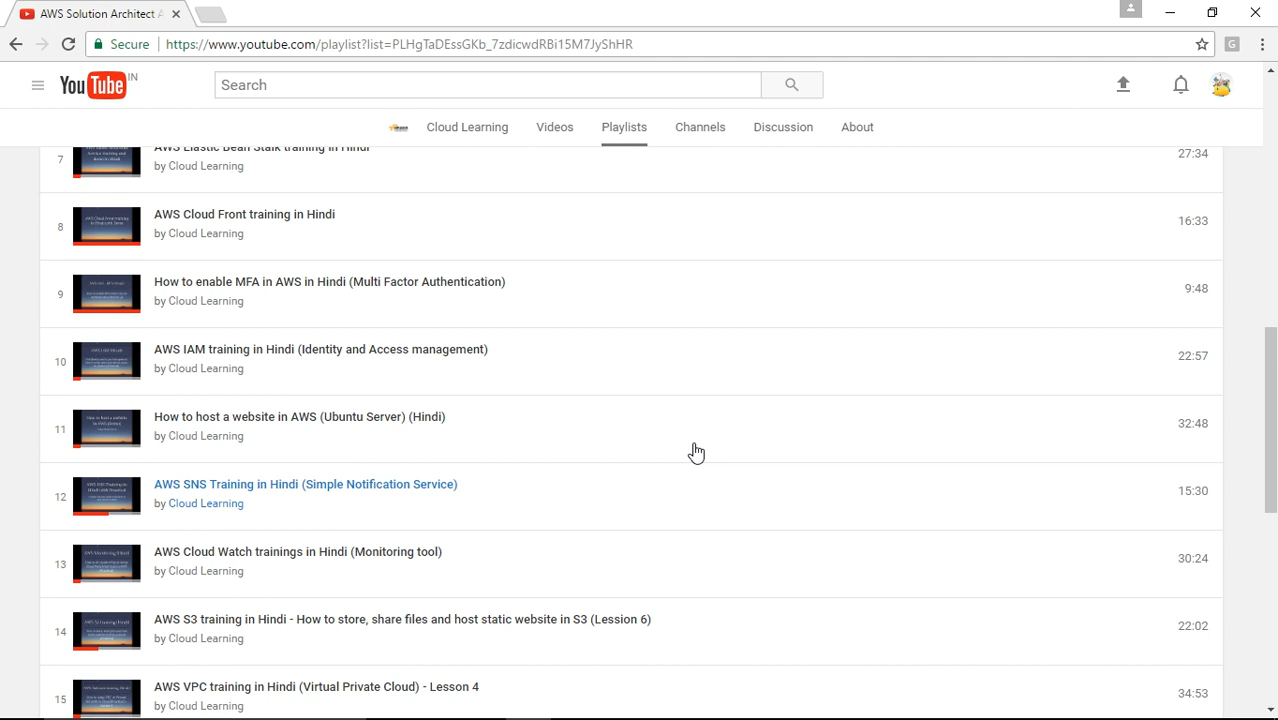 AWS Solution Architect A
Secure
https://www.youtube.com/playlist?list=PLHgTaDEssGKb_7zdicwdRBi15M7JyShHR
G
YouTube IN
Search
Cloud Learning
Videos
Playlists
Channels
Discussion
About
7
AWS Elastic Bean Stalk training in Hindi
27:34
by Cloud Learning
8
AWS Cloud Front training in Hindi
16:33
by Cloud Learning
9
How to enable MFA in AWS in Hindi (Multi Factor Authentication)
9:48
by Cloud Learning
10
AWS IAM training in Hindi (Identity and Access management)
22:57
by Cloud Learning
11
How to host a website in AWS (Ubuntu Server) (Hindi)
32:48
by Cloud Learning
12
AWS SNS Training in Hindi (Simple Notification Service)
15:30
by Cloud Learning
13
AWS Cloud Watch trainings in Hindi (Monitoring tool)
30:24
by Cloud Learning
14
AWS S3 training in Hindi - How to store, share files and host static website in S3 (Lesson 6)
22:02
by Cloud Learning
15
AWS VPC training in Hindi (Virtual Private cloud) - Lesson 5
34:53
by Cloud Learning